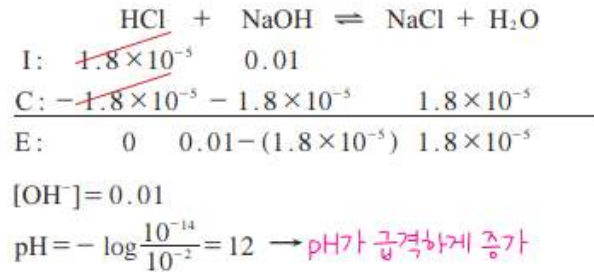 HCl + NaOH ⇌ NaCl + H₂O
I: 1.8×10⁻⁵ 0.01
C: −1.8×10⁻⁵ − 1.8×10⁻⁵ 1.8×10⁻⁵
E: 0 0.01−(1.8×10⁻⁵) 1.8×10⁻⁵
[OH⁻]=0.01
pH=− log 10⁻¹⁴/10⁻² = 12 → pH가 급격하게 증가